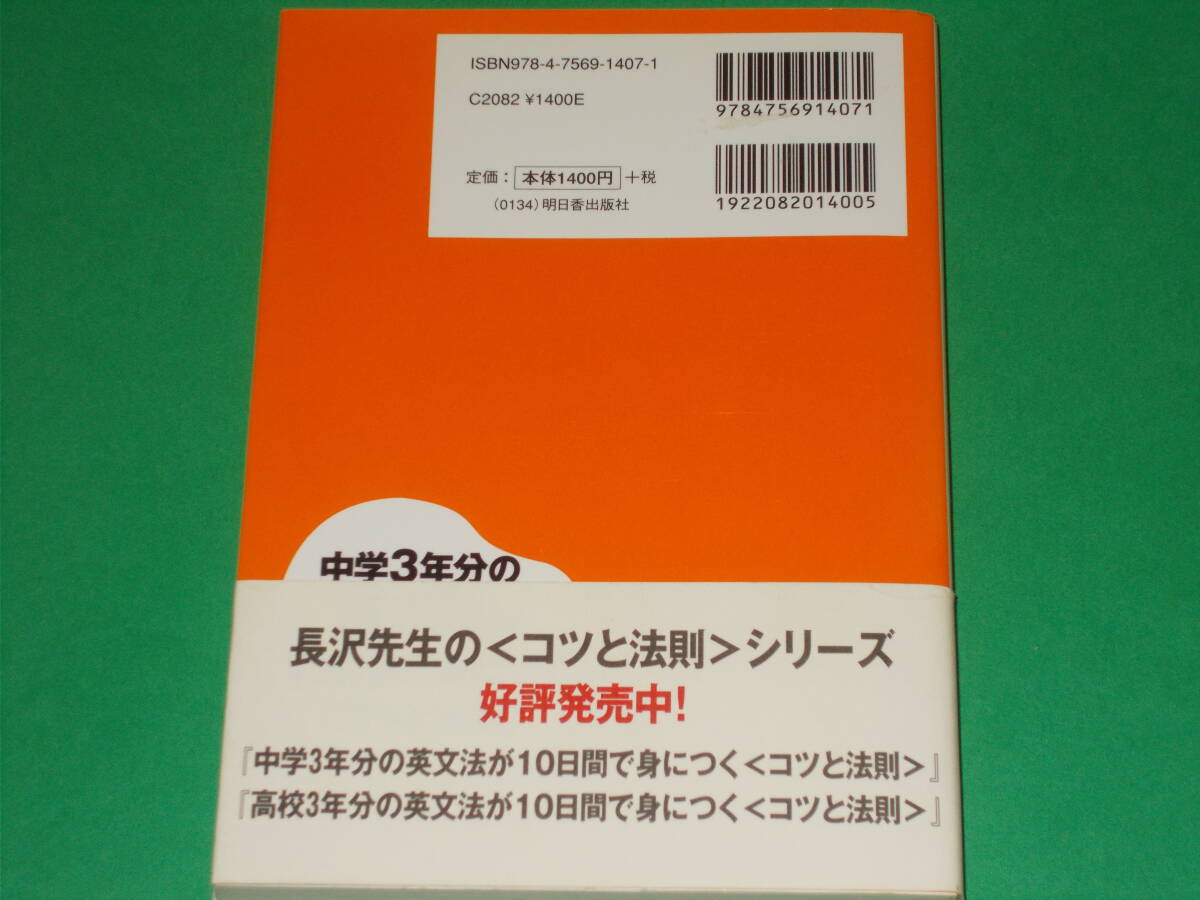 ISBN978-4-7569-1407-1
C2082 ¥1400E
定価： 本体1400円 +税
（0134）明日香出版社
9784756914071
1922082014005
中学3年分の
長沢先生の＜コツと法則＞シリーズ
好評発売中！
『中学3年分の英文法が10日間で身につく＜コツと法則＞』
『高校3年分の英文法が10日間で身につく＜コツと法則＞』